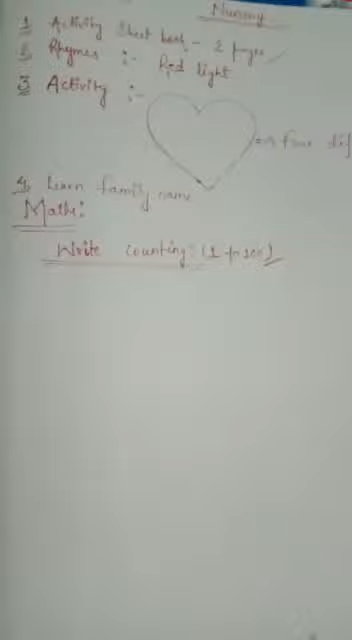 Nursery
1 Activity Sheet book - 2 pages
2 Rhymes :- Red light
3 Activity :-
Four
4 Learn family name
Maths:
Write counting: (1 to 100)